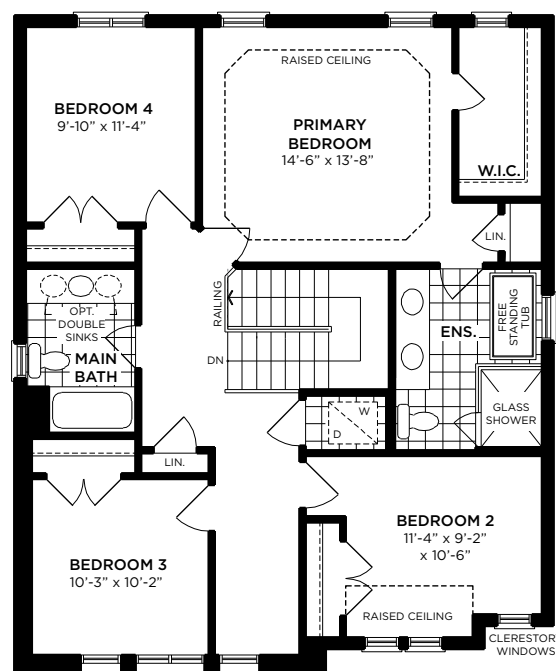 RAISED CEILING
BEDROOM 4
9'-10" x 11'-4"
PRIMARY
BEDROOM
14'-6" x 13'-8"
W.I.C.
LIN.
RAILING
DN
OPT.
DOUBLE
SINKS
MAIN
BATH
ENS.
FREE
STANDING
TUB
GLASS
SHOWER
W
D
LIN.
BEDROOM 2
11'-4" x 9'-2"
x 10'-6"
BEDROOM 3
10'-3" x 10'-2"
RAISED CEILING
CLERESTOR
WINDOWS